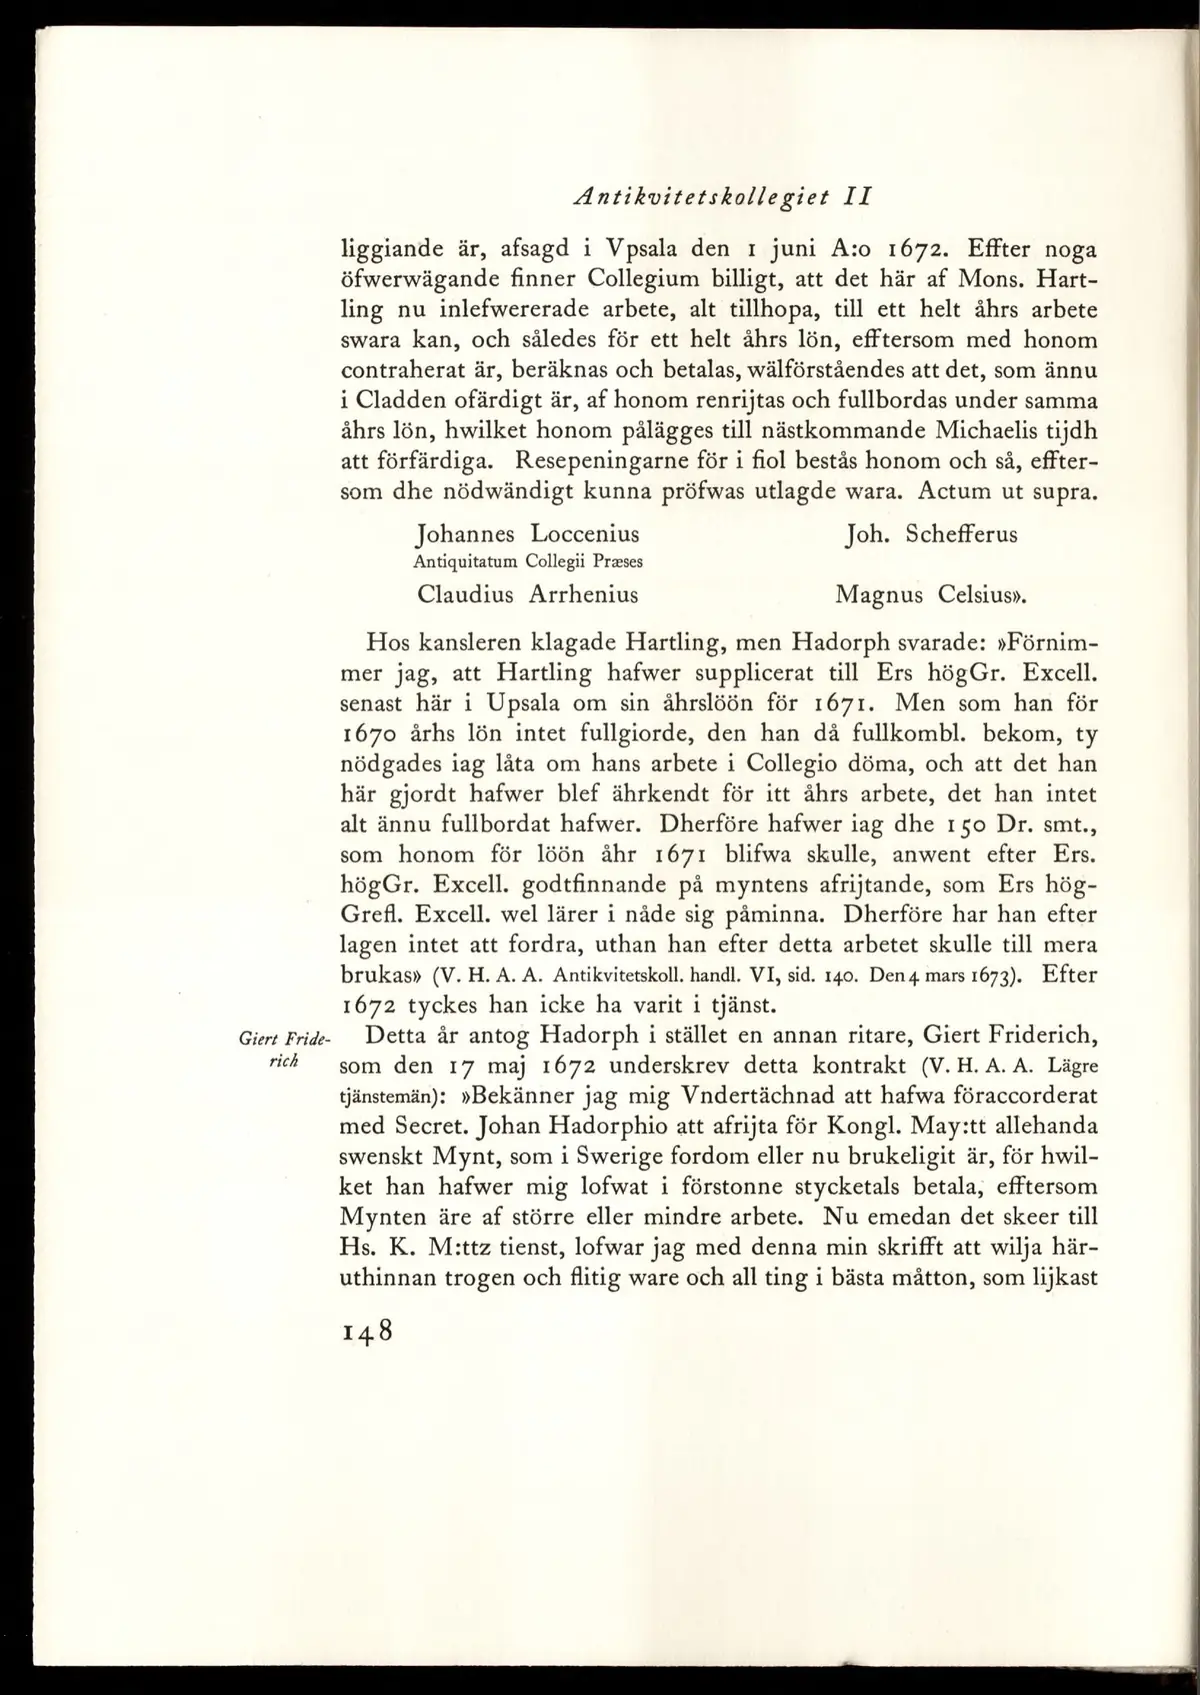 Antikvitetskollegiet II
liggiande är, afsagd i Vpsala den 1 juni A:o 1672. Effter noga
öfwerwägande finner Collegium billigt, att det här af Mons. Hart-
ling nu inlefwererade arbete, alt tillhopa, till ett helt åhrs arbete
swara kan, och således för ett helt åhrs lön, efftersom med honom
contraherat är, beräknas och betalas, wälförståendes att det, som ännu
i Cladden ofärdigt är, af honom renrijtas och fullbordas under samma
åhrs lön, hwilket honom pålägges till nästkommande Michaelis tijdh
att förfärdiga. Resepeningarne för i fiol bestås honom och så, effter-
som dhe nödwändigt kunna pröfwas utlagde wara. Actum ut supra.
Johannes Loccenius Joh. Schefferus
Antiquitatum Collegii Præses
Claudius Arrhenius Magnus Celsius».
Hos kansleren klagade Hartling, men Hadorph svarade: »Förnim-
mer jag, att Hartling hafwer supplicerat till Ers högGr. Excell.
senast här i Upsala om sin åhrslöön för 1671. Men som han för
1670 århs lön intet fullgiorde, den han då fullkombl. bekom, ty
nödgades iag låta om hans arbete i Collegio döma, och att det han
här gjordt hafwer blef ährkendt för itt åhrs arbete, det han intet
alt ännu fullbordat hafwer. Dherföre hafwer iag dhe 150 Dr. smt.,
som honom för löön åhr 1671 blifwa skulle, anwent efter Ers.
högGr. Excell. godtfinnande på myntens afrijtande, som Ers hög-
Grefl. Excell. wel lärer i nåde sig påminna. Dherföre har han efter
lagen intet att fordra, uthan han efter detta arbetet skulle till mera
brukas» (V. H. A. A. Antikvitetskoll. handl. VI, sid. 140. Den 4 mars 1673). Efter
1672 tyckes han icke ha varit i tjänst.
Giert Fride-
rich
Detta år antog Hadorph i stället en annan ritare, Giert Friderich,
som den 17 maj 1672 underskrev detta kontrakt (V. H. A. A. Lägre
tjänstemän): »Bekänner jag mig Vndertächnad att hafwa föraccorderat
med Secret. Johan Hadorphio att afrijta för Kongl. May:tt allehanda
swenskt Mynt, som i Swerige fordom eller nu brukeligit är, för hwil-
ket han hafwer mig lofwat i förstonne stycketals betala, efftersom
Mynten äre af större eller mindre arbete. Nu emedan det skeer till
Hs. K. M:ttz tienst, lofwar jag med denna min skrifft att wilja här-
uthinnan trogen och flitig ware och all ting i bästa måtton, som lijkast
148